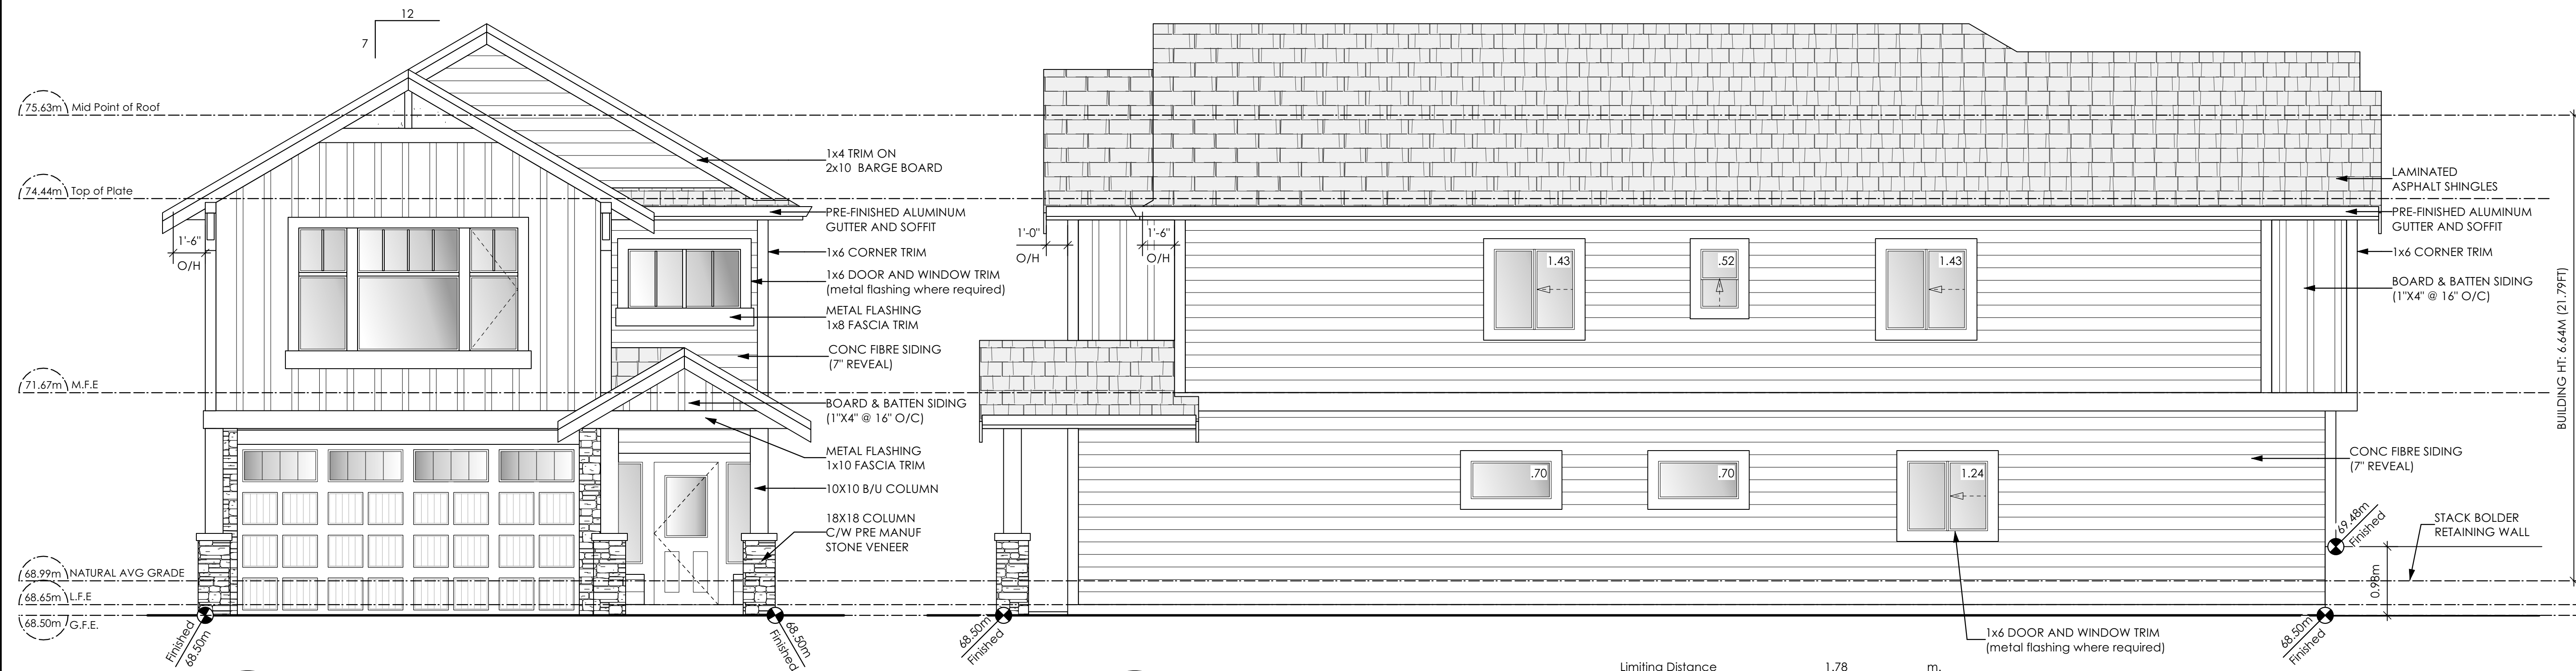 12
7
75.63m Mid Point of Roof
74.44m Top of Plate
1'-6"
O/H
71.67m M.F.E
68.99m NATURAL AVG GRADE
68.65m L.F.E
68.50m G.F.E.
Finished
68.50m
68.50m
Finished
1x4 TRIM ON
2x10 BARGE BOARD
PRE-FINISHED ALUMINUM
GUTTER AND SOFFIT
1x6 CORNER TRIM
1x6 DOOR AND WINDOW TRIM
(metal flashing where required)
METAL FLASHING
1x8 FASCIA TRIM
CONC FIBRE SIDING
(7" REVEAL)
BOARD & BATTEN SIDING
(1"X4" @ 16" O/C)
METAL FLASHING
1x10 FASCIA TRIM
10X10 B/U COLUMN
18X18 COLUMN
C/W PRE MANUF
STONE VENEER
1'-0"
O/H
1'-6"
O/H
1.43
.52
1.43
.70
.70
1.24
68.50m
Finished
LAMINATED
ASPHALT SHINGLES
PRE-FINISHED ALUMINUM
GUTTER AND SOFFIT
1x6 CORNER TRIM
BOARD & BATTEN SIDING
(1"X4" @ 16" O/C)
BUILDING HT: 6.64M (21.79FT)
CONC FIBRE SIDING
(7" REVEAL)
69.48m
Finished
STACK BOLDER
RETAINING WALL
0.98m
68.50m
Finished
1x6 DOOR AND WINDOW TRIM
(metal flashing where required)
Limiting Distance 1.78 m.